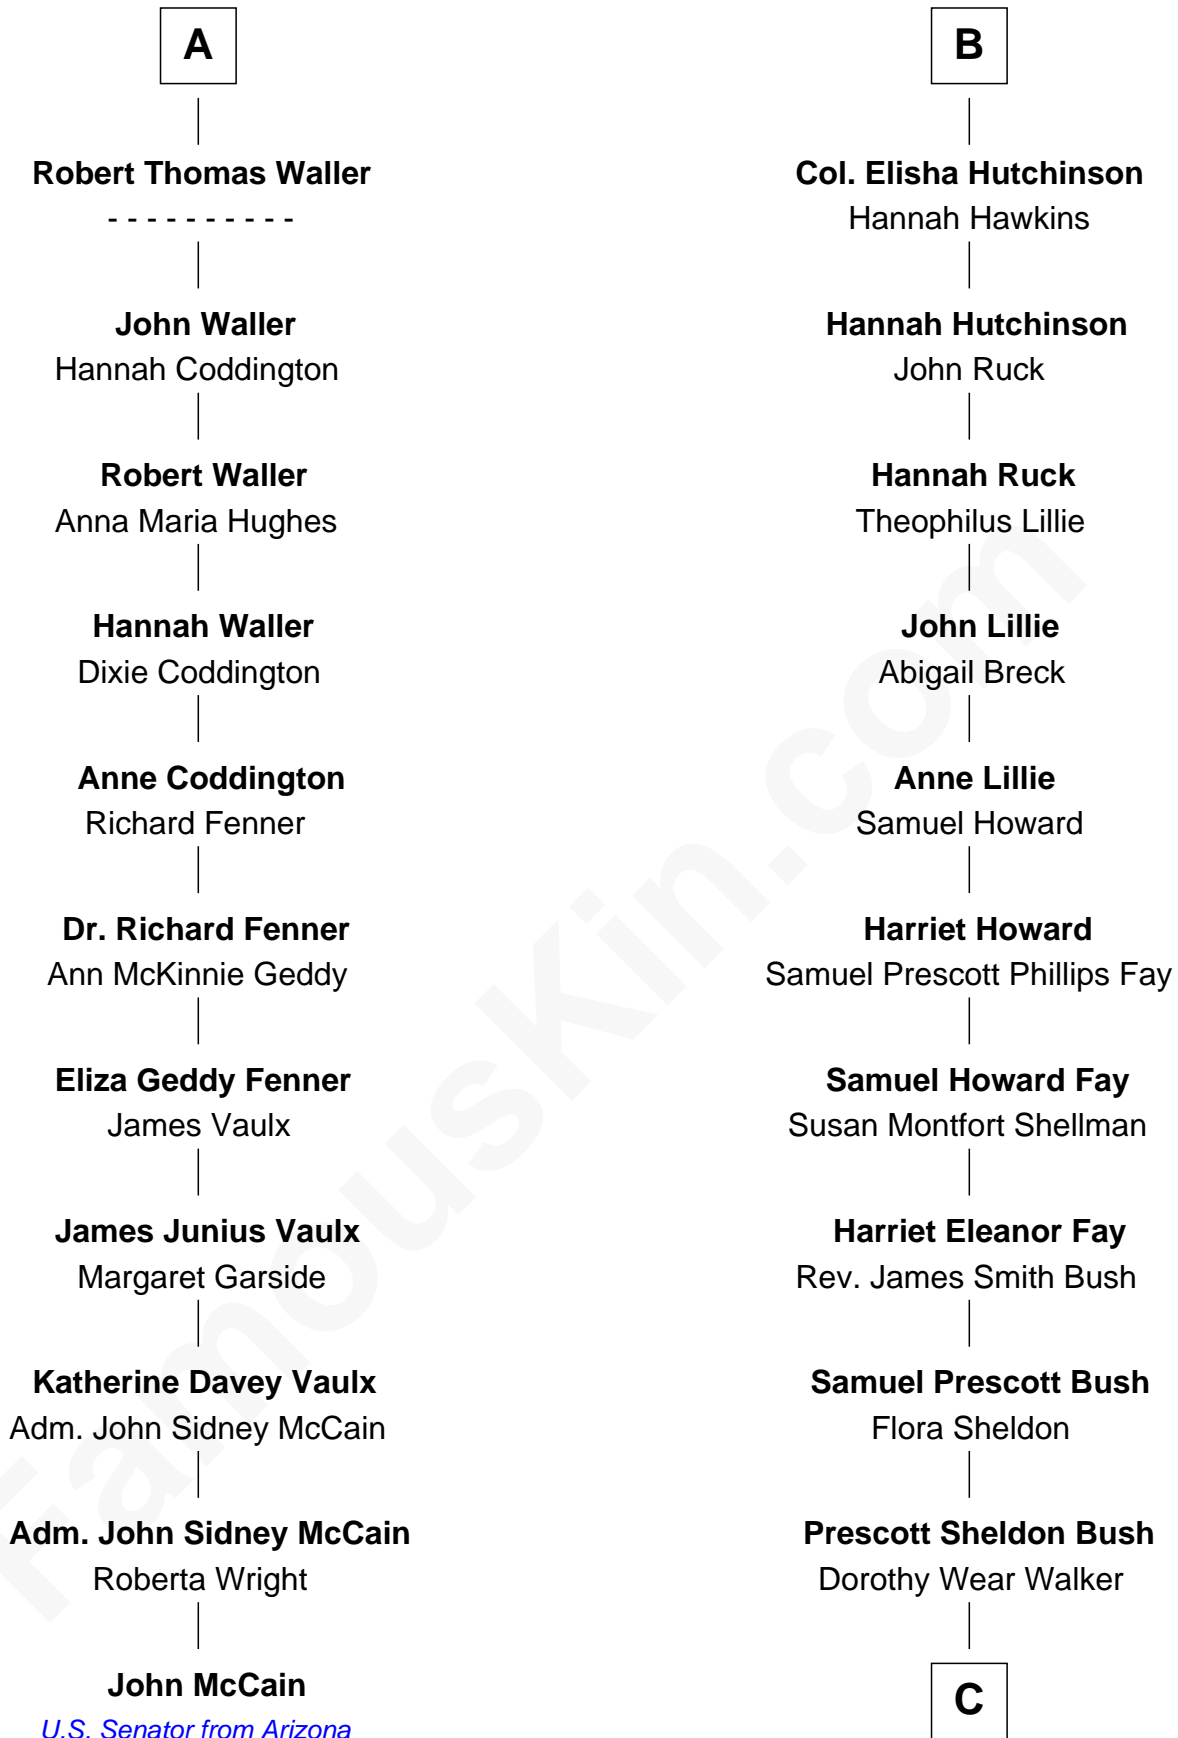 A
Robert Thomas Waller
- - - - - - - - - -
John Waller
Hannah Coddington
Robert Waller
Anna Maria Hughes
Hannah Waller
Dixie Coddington
Anne Coddington
Richard Fenner
Dr. Richard Fenner
Ann McKinnie Geddy
Eliza Geddy Fenner
James Vaulx
James Junius Vaulx
Margaret Garside
Katherine Davey Vaulx
Adm. John Sidney McCain
Adm. John Sidney McCain
Roberta Wright
John McCain
U.S. Senator from Arizona
B
Col. Elisha Hutchinson
Hannah Hawkins
Hannah Hutchinson
John Ruck
Hannah Ruck
Theophilus Lillie
John Lillie
Abigail Breck
Anne Lillie
Samuel Howard
Harriet Howard
Samuel Prescott Phillips Fay
Samuel Howard Fay
Susan Montfort Shellman
Harriet Eleanor Fay
Rev. James Smith Bush
Samuel Prescott Bush
Flora Sheldon
Prescott Sheldon Bush
Dorothy Wear Walker
C
FamousKin.com